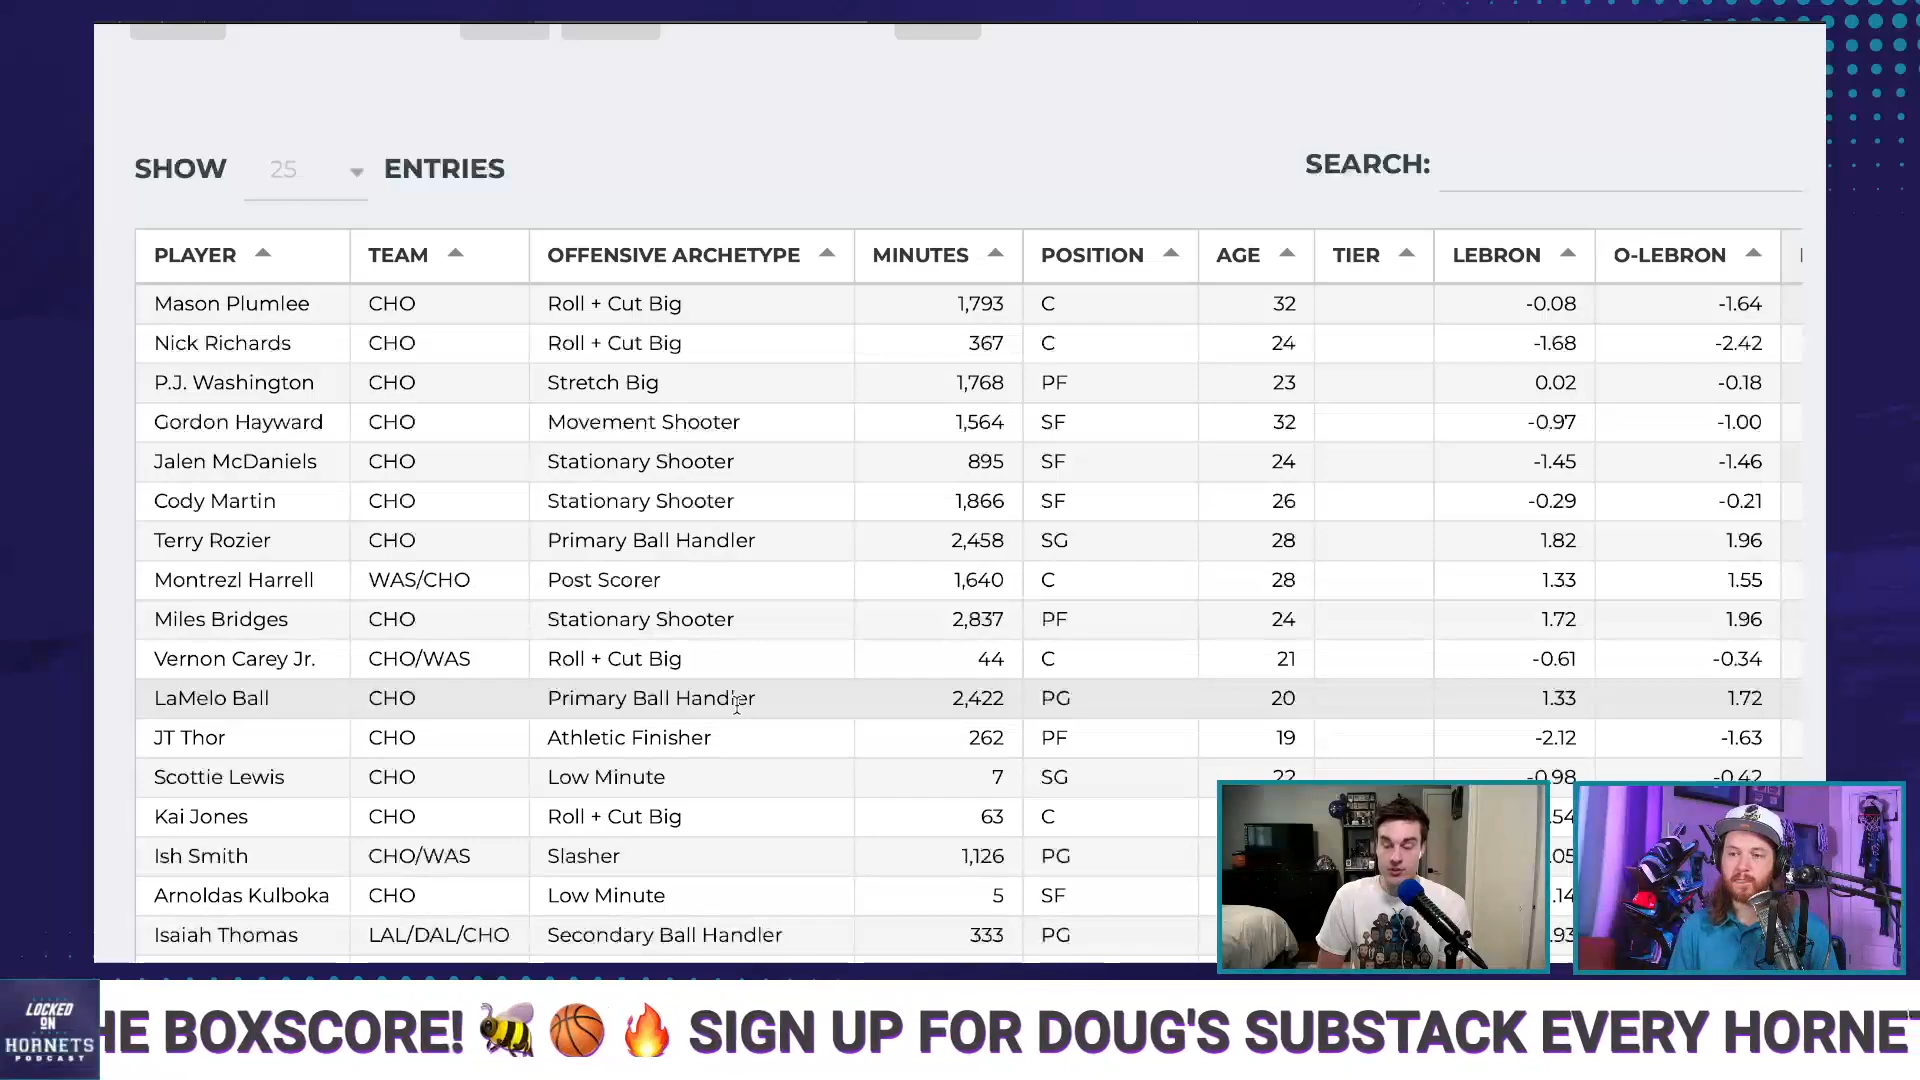 SHOW 25 ENTRIES SEARCH:
PLAYER TEAM OFFENSIVE ARCHETYPE MINUTES POSITION AGE TIER LEBRON O-LEBRON
Mason Plumlee CHO Roll + Cut Big 1,793 C 32 -0.08 -1.64
Nick Richards CHO Roll + Cut Big 367 C 24 -1.68 -2.42
P.J. Washington CHO Stretch Big 1,768 PF 23 0.02 -0.18
Gordon Hayward CHO Movement Shooter 1,564 SF 32 -0.97 -1.00
Jalen McDaniels CHO Stationary Shooter 895 SF 24 -1.45 -1.46
Cody Martin CHO Stationary Shooter 1,866 SF 26 -0.29 -0.21
Terry Rozier CHO Primary Ball Handler 2,458 SG 28 1.82 1.96
Montrezl Harrell WAS/CHO Post Scorer 1,640 C 28 1.33 1.55
Miles Bridges CHO Stationary Shooter 2,837 PF 24 1.72 1.96
Vernon Carey Jr. CHO/WAS Roll + Cut Big 44 C 21 -0.61 -0.34
LaMelo Ball CHO Primary Ball Handler 2,422 PG 20 1.33 1.72
JT Thor CHO Athletic Finisher 262 PF 19 -2.12 -1.63
Scottie Lewis CHO Low Minute 7 SG 22 -0.98 -0.42
Kai Jones CHO Roll + Cut Big 63 C .54
Ish Smith CHO/WAS Slasher 1,126 PG .05
Arnoldas Kulboka CHO Low Minute 5 SF .14
Isaiah Thomas LAL/DAL/CHO Secondary Ball Handler 333 PG .93
LOCKED ON HORNETS PODCAST
HE BOXSCORE! 🐝 🏀 🔥 SIGN UP FOR DOUG'S SUBSTACK EVERY HORNE